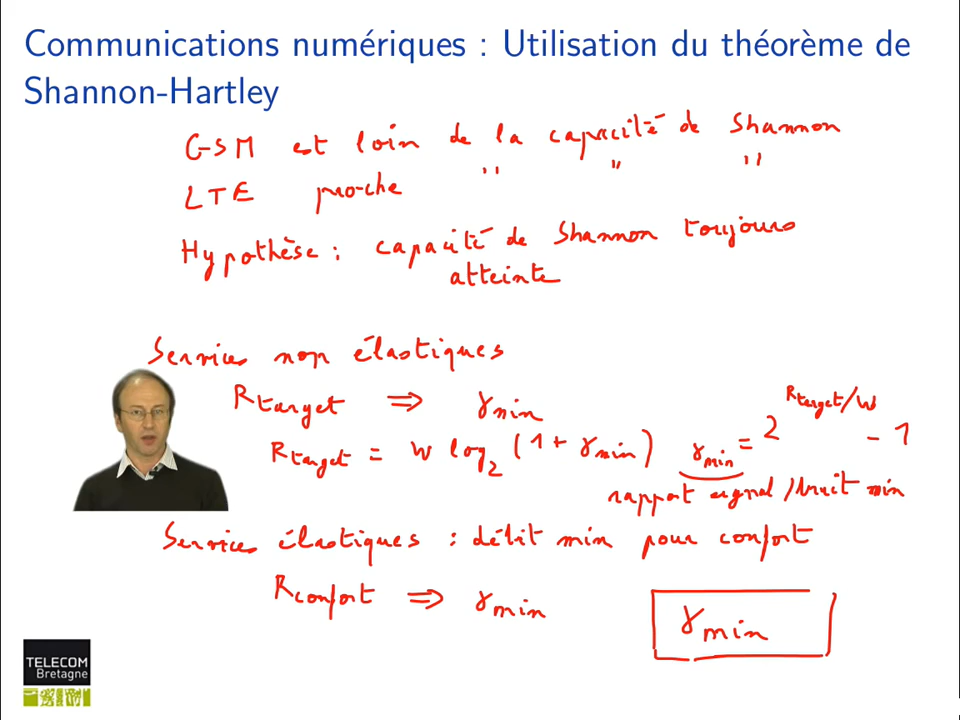 Communications numériques : Utilisation du théorème de
Shannon-Hartley
GSM est loin de la capacité de Shannon
LTE proche " " "
Hypothèse : capacité de Shannon toujours
atteinte
Services non élastiques
Rtarget ⇒ γmin
Rtarget = W log2 (1 + γmin) γmin = 2^(Rtarget/W) - 1
rapport signal/bruit min
Services élastiques : débit min pour confort
Rconfort ⇒ γmin
γmin
TELECOM
Bretagne